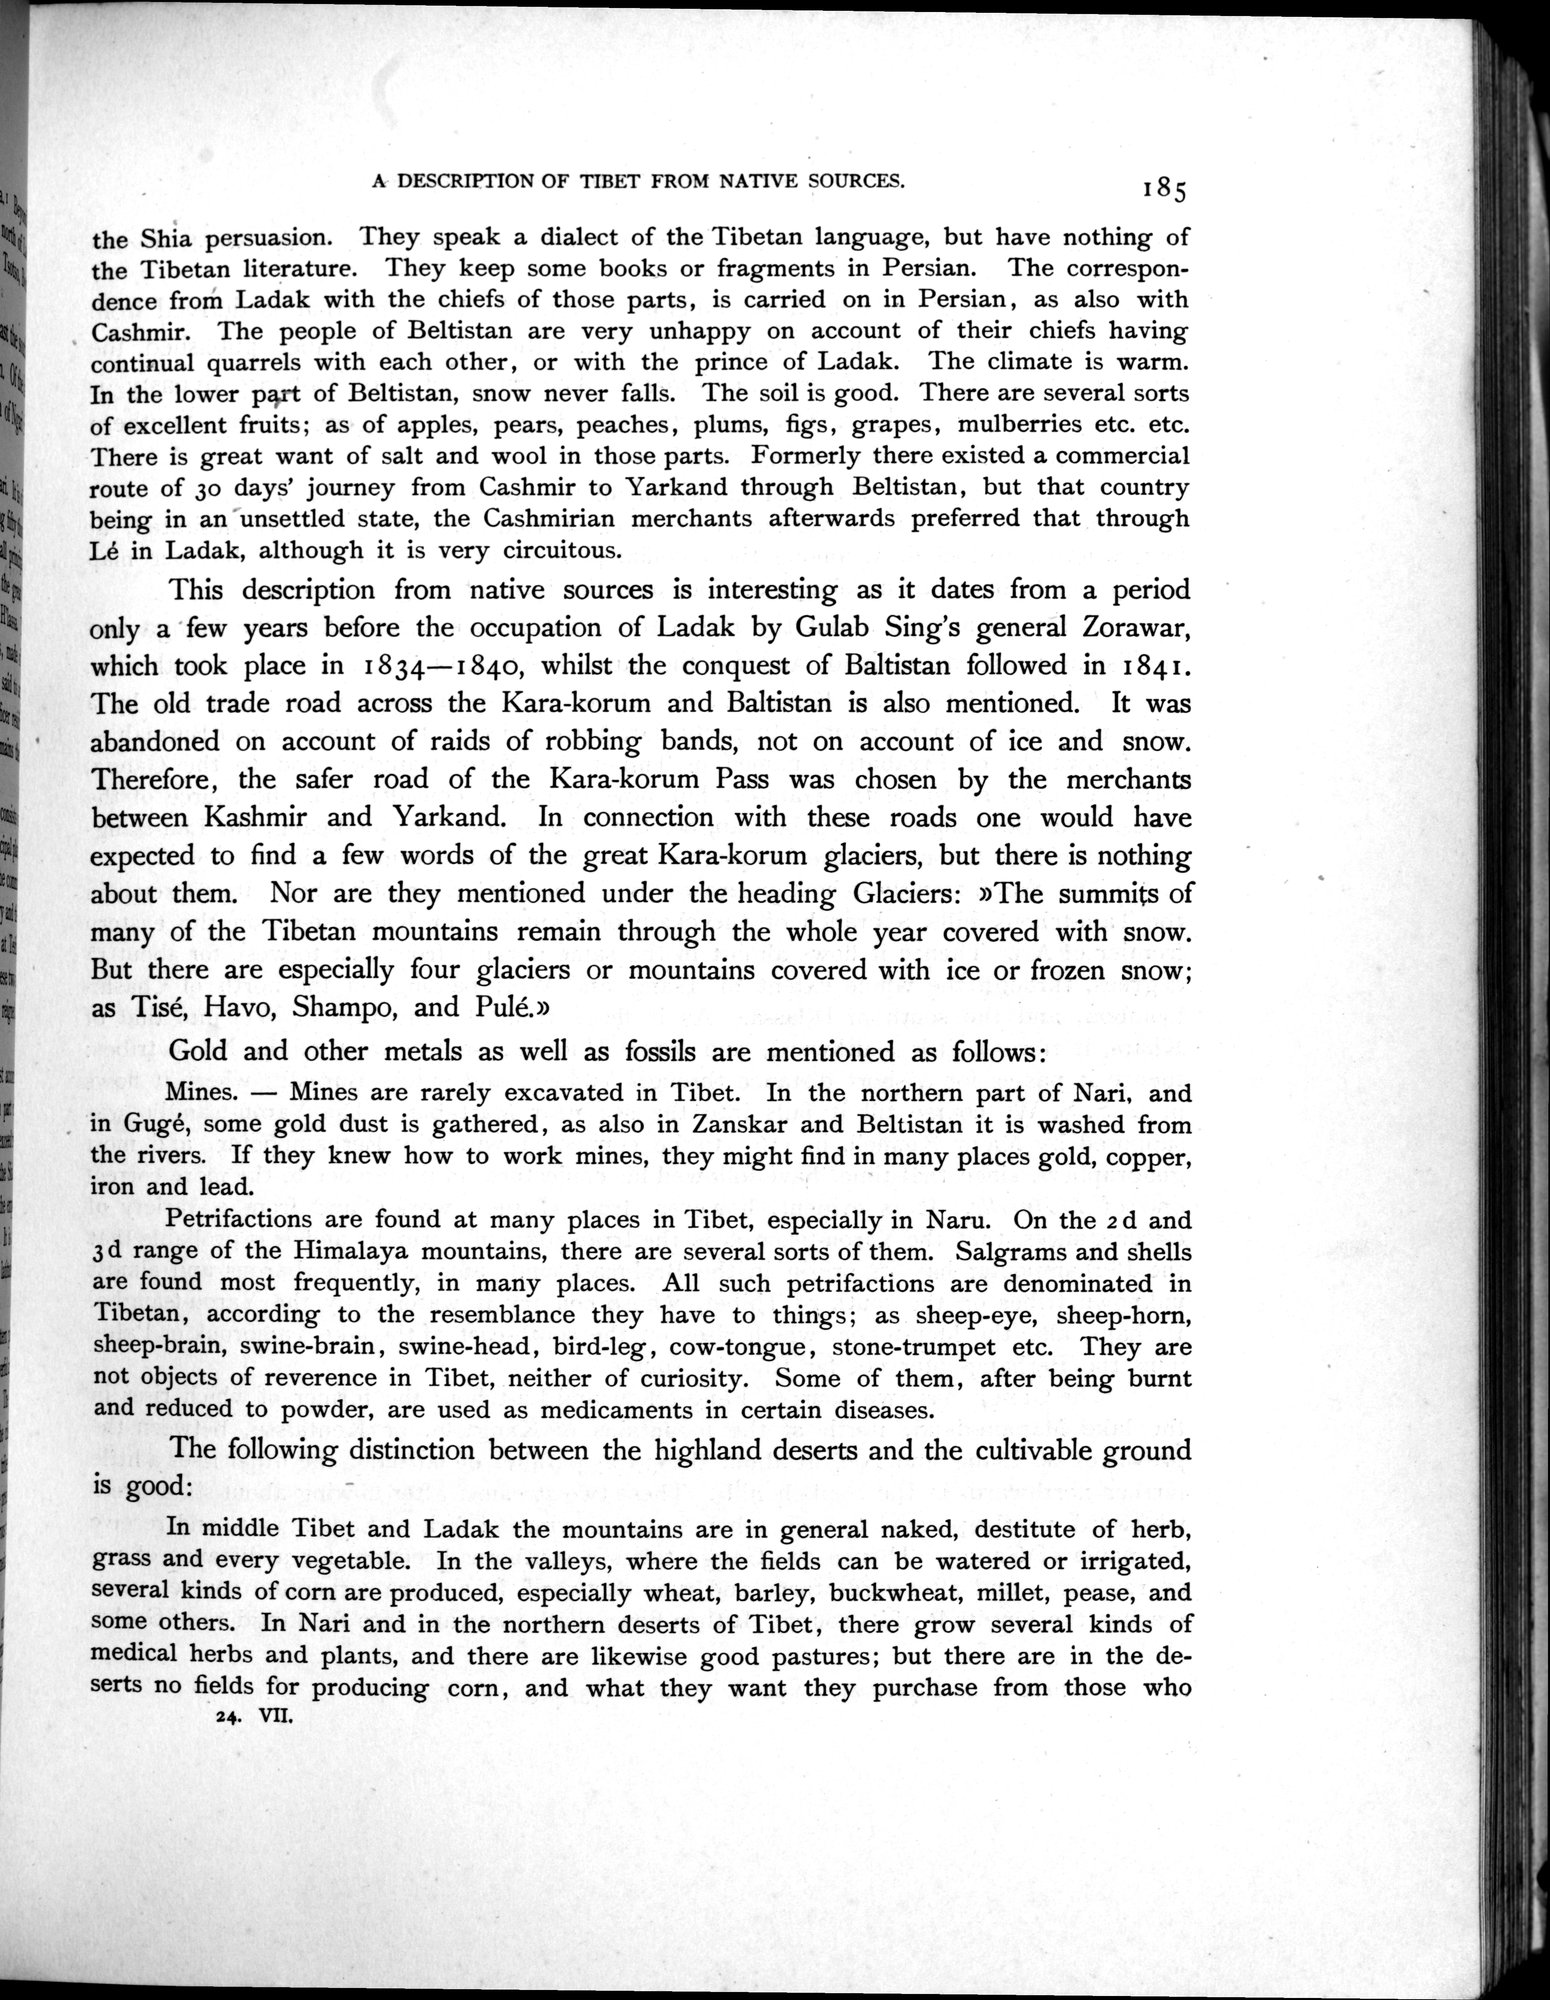 A DESCRIPTION OF TIBET FROM NATIVE SOURCES. 185
the Shia persuasion. They speak a dialect of the Tibetan language, but have nothing of
the Tibetan literature. They keep some books or fragments in Persian. The correspon-
dence from Ladak with the chiefs of those parts, is carried on in Persian, as also with
Cashmir. The people of Beltistan are very unhappy on account of their chiefs having
continual quarrels with each other, or with the prince of Ladak. The climate is warm.
In the lower part of Beltistan, snow never falls. The soil is good. There are several sorts
of excellent fruits; as of apples, pears, peaches, plums, figs, grapes, mulberries etc. etc.
There is great want of salt and wool in those parts. Formerly there existed a commercial
route of 30 days' journey from Cashmir to Yarkand through Beltistan, but that country
being in an unsettled state, the Cashmirian merchants afterwards preferred that through
Lé in Ladak, although it is very circuitous.
This description from native sources is interesting as it dates from a period
only a few years before the occupation of Ladak by Gulab Sing's general Zorawar,
which took place in 1834—1840, whilst the conquest of Baltistan followed in 1841.
The old trade road across the Kara-korum and Baltistan is also mentioned. It was
abandoned on account of raids of robbing bands, not on account of ice and snow.
Therefore, the safer road of the Kara-korum Pass was chosen by the merchants
between Kashmir and Yarkand. In connection with these roads one would have
expected to find a few words of the great Kara-korum glaciers, but there is nothing
about them. Nor are they mentioned under the heading Glaciers: »The summits of
many of the Tibetan mountains remain through the whole year covered with snow.
But there are especially four glaciers or mountains covered with ice or frozen snow;
as Tisé, Havo, Shampo, and Pulé.»
Gold and other metals as well as fossils are mentioned as follows:
Mines. — Mines are rarely excavated in Tibet. In the northern part of Nari, and
in Gugé, some gold dust is gathered, as also in Zanskar and Beltistan it is washed from
the rivers. If they knew how to work mines, they might find in many places gold, copper,
iron and lead.
Petrifactions are found at many places in Tibet, especially in Naru. On the 2d and
3d range of the Himalaya mountains, there are several sorts of them. Salgrams and shells
are found most frequently, in many places. All such petrifactions are denominated in
Tibetan, according to the resemblance they have to things; as sheep-eye, sheep-horn,
sheep-brain, swine-brain, swine-head, bird-leg, cow-tongue, stone-trumpet etc. They are
not objects of reverence in Tibet, neither of curiosity. Some of them, after being burnt
and reduced to powder, are used as medicaments in certain diseases.
The following distinction between the highland deserts and the cultivable ground
is good:
In middle Tibet and Ladak the mountains are in general naked, destitute of herb,
grass and every vegetable. In the valleys, where the fields can be watered or irrigated,
several kinds of corn are produced, especially wheat, barley, buckwheat, millet, pease, and
some others. In Nari and in the northern deserts of Tibet, there grow several kinds of
medical herbs and plants, and there are likewise good pastures; but there are in the de-
serts no fields for producing corn, and what they want they purchase from those who
24. VII.